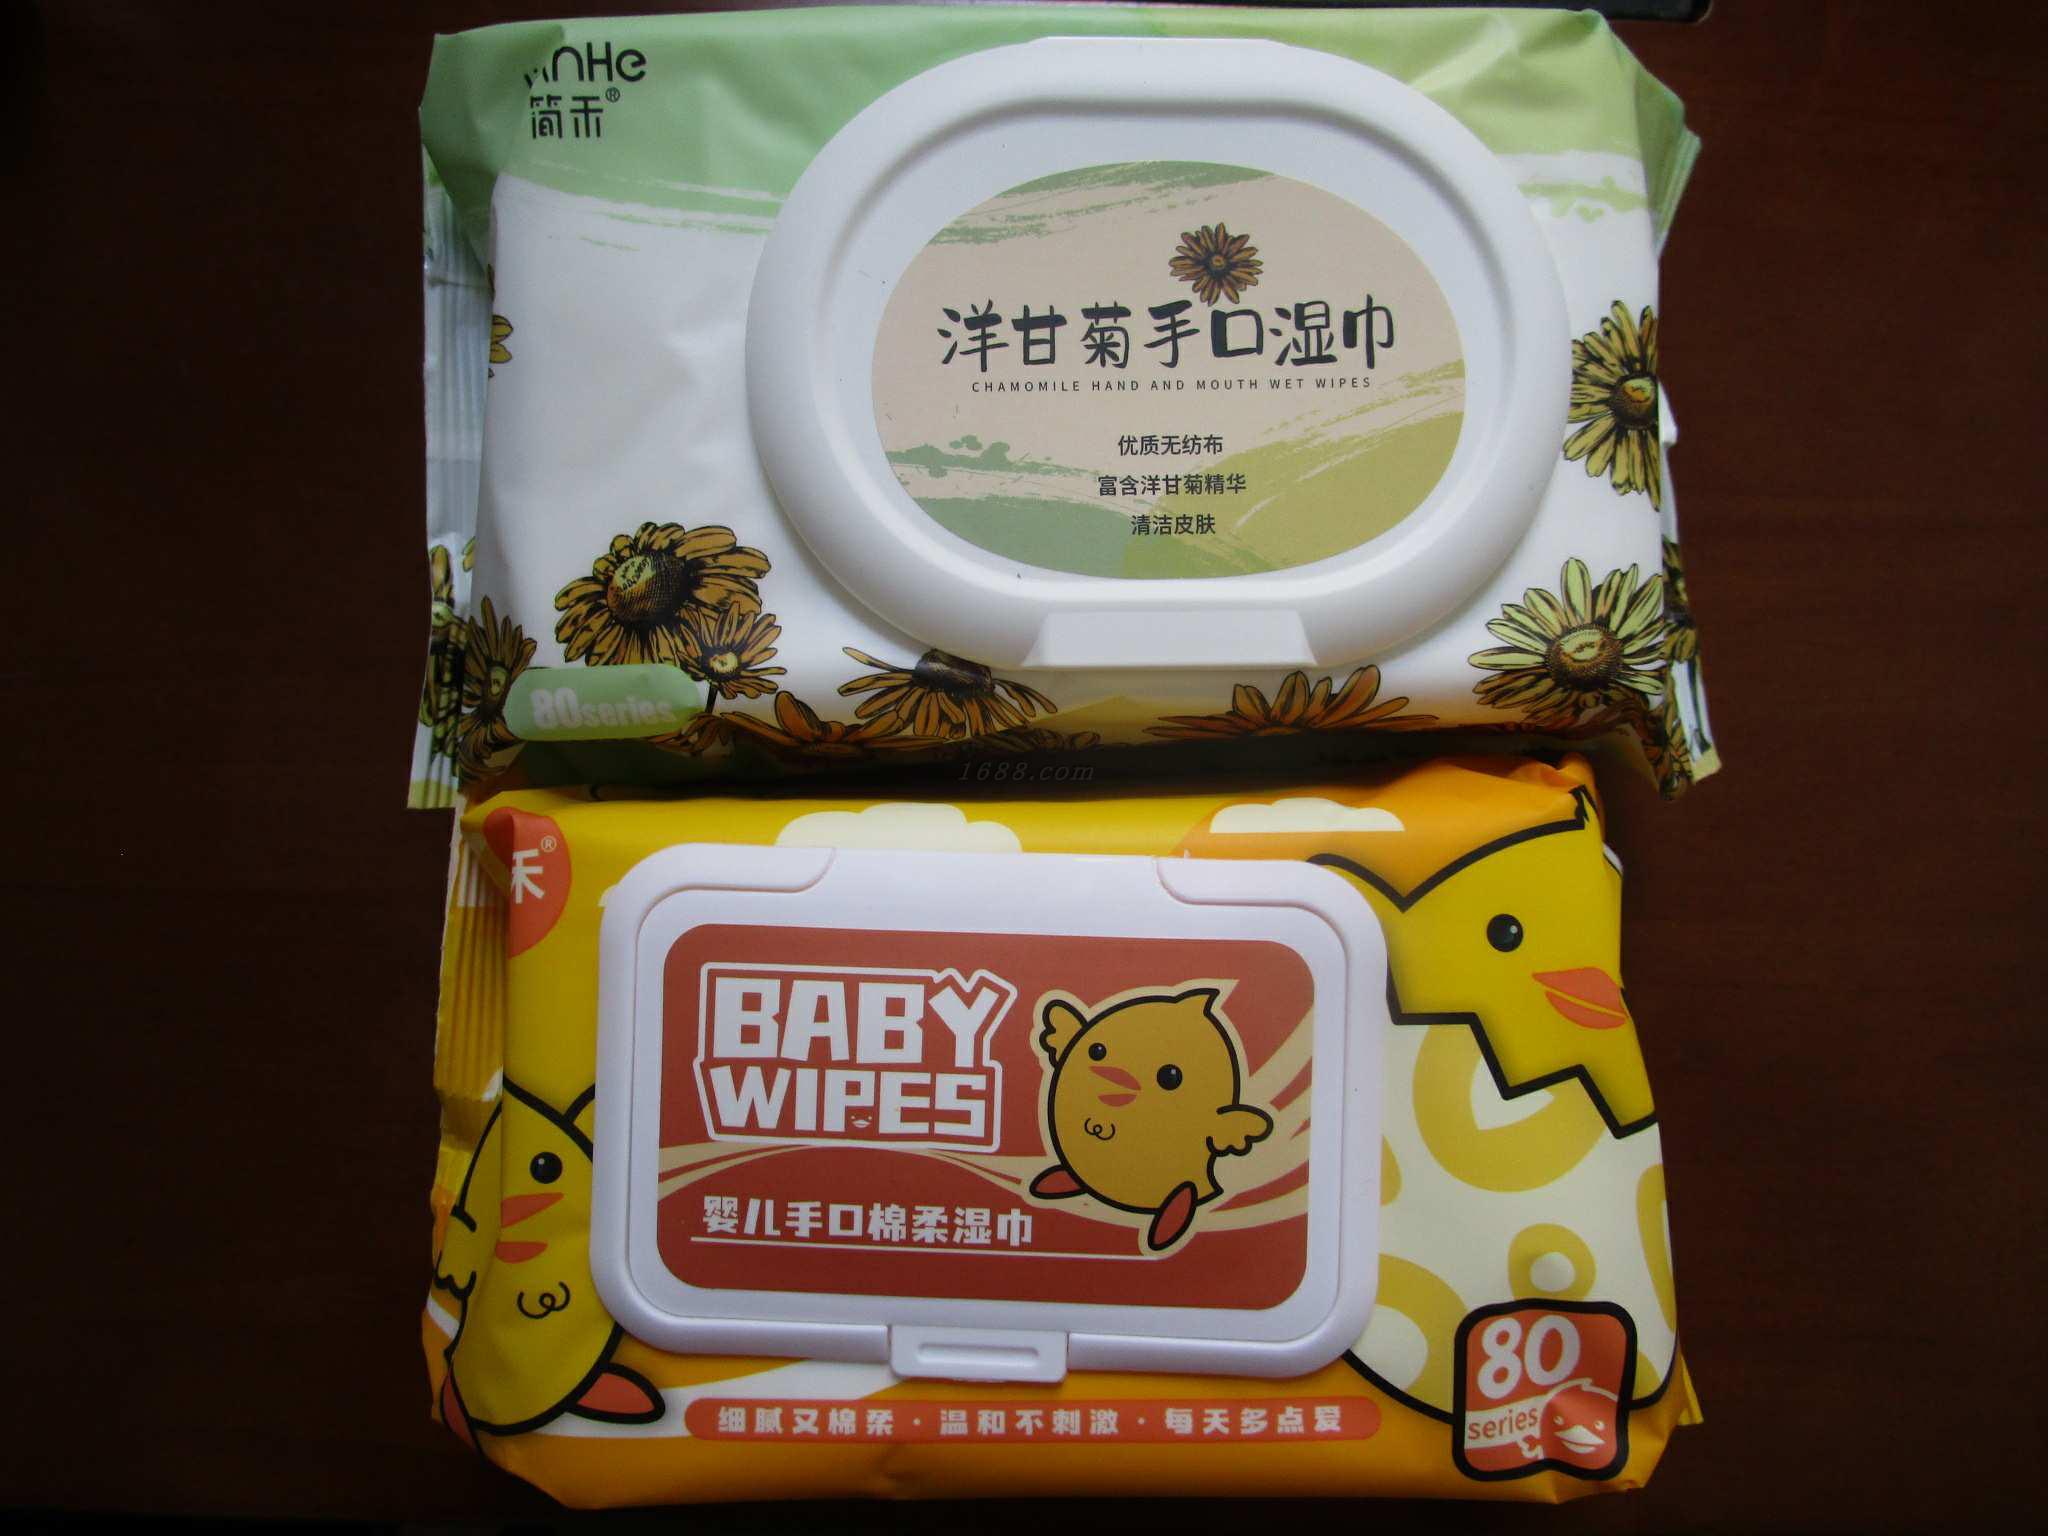 简禾®
洋甘菊手口湿巾
CHAMOMILE HAND AND MOUTH WET WIPES
优质无纺布
富含洋甘菊精华
清洁皮肤
80series
1688.com
禾®
BABY
WIPES
婴儿手口棉柔湿巾
80
series
细腻又棉柔·温和不刺激·每天多点爱